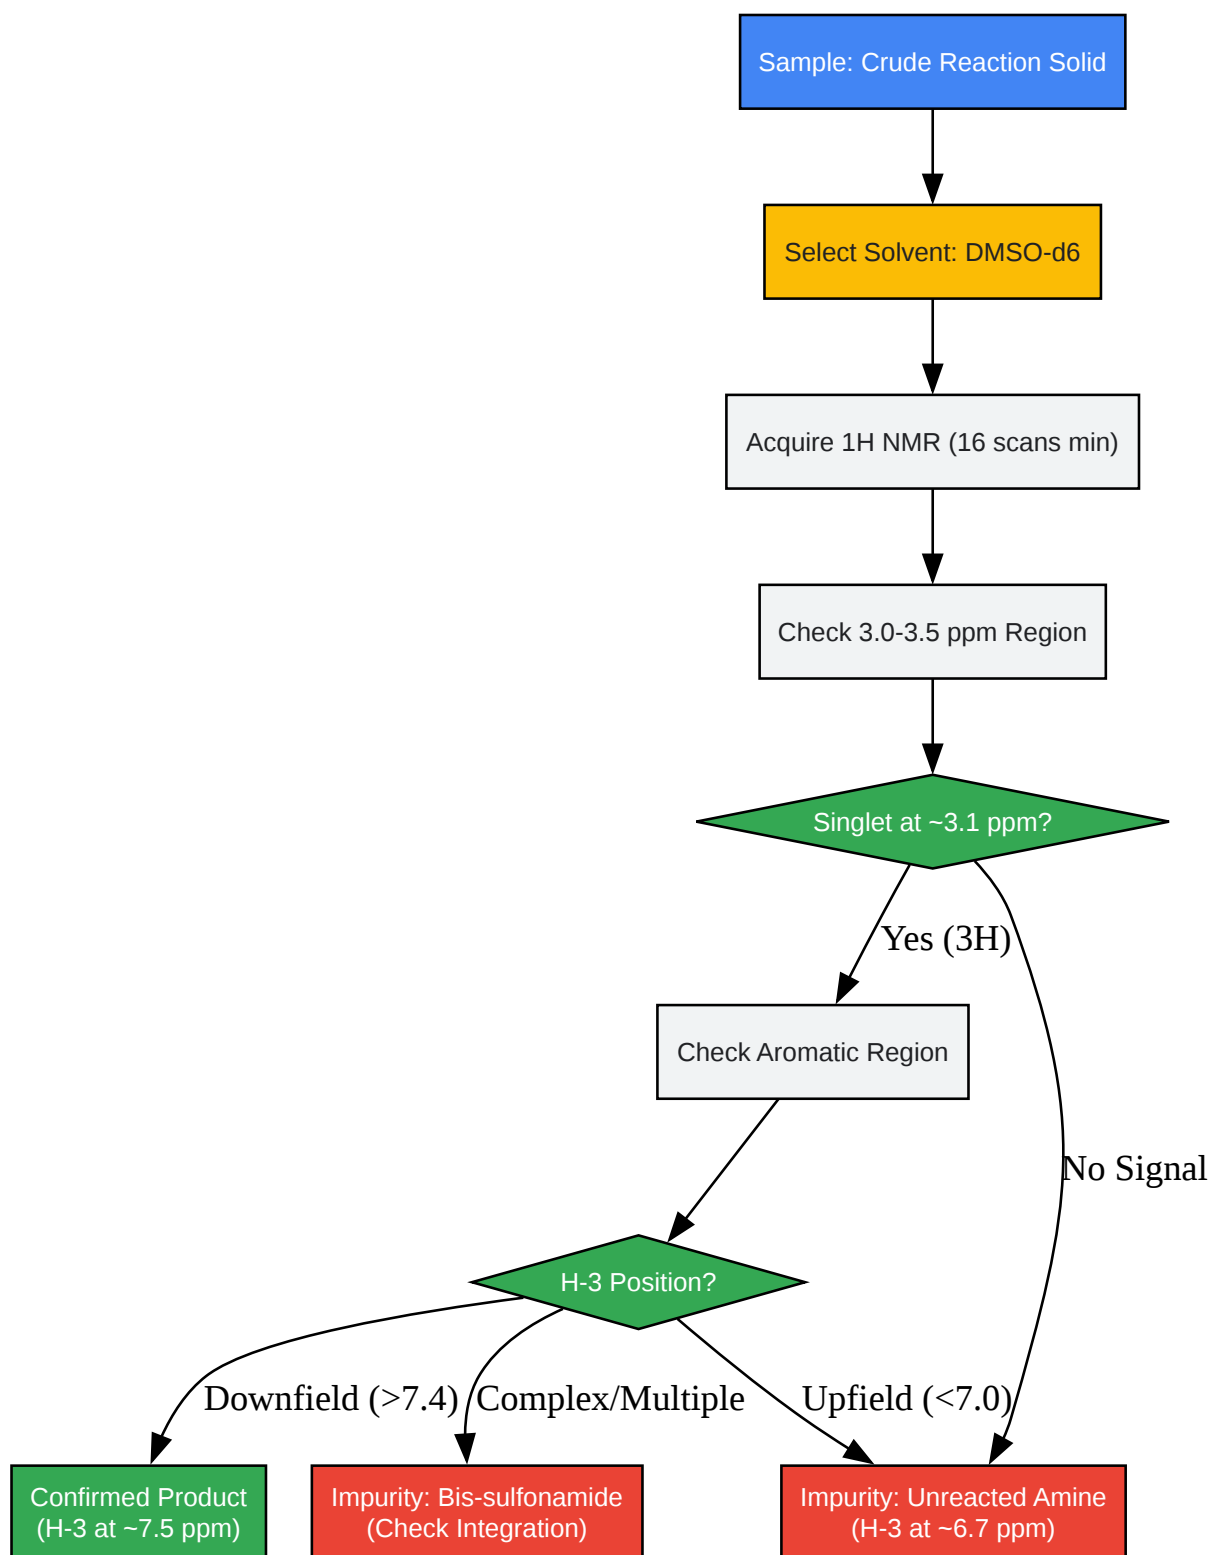 Sample: Crude Reaction Solid
Select Solvent: DMSO-d6
Acquire 1H NMR (16 scans min)
Check 3.0-3.5 ppm Region
Singlet at ~3.1 ppm?
Yes (3H)
Check Aromatic Region
No Signal
H-3 Position?
Downfield (>7.4)
Complex/Multiple
Upfield (<7.0)
Confirmed Product
(H-3 at ~7.5 ppm)
Impurity: Bis-sulfonamide
(Check Integration)
Impurity: Unreacted Amine
(H-3 at ~6.7 ppm)